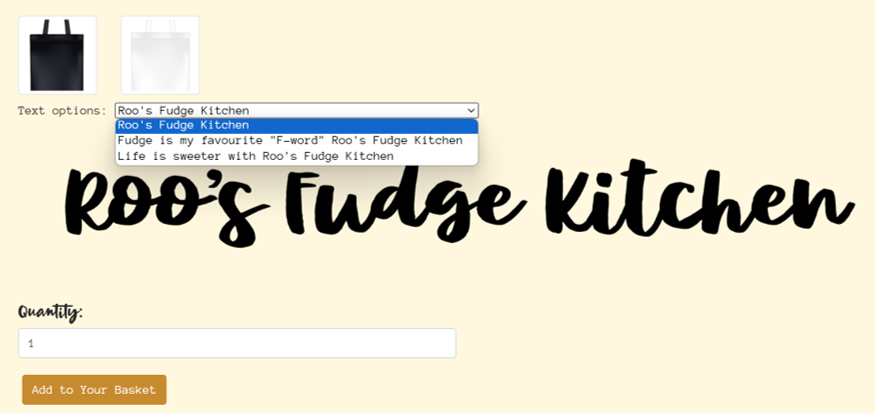 Text options: Roo's Fudge Kitchen
Roo's Fudge Kitchen
Fudge is my favourite "F-word" Roo's Fudge Kitchen
Life is sweeter with Roo's Fudge Kitchen
Roo's Fudge Kitchen
Quantity:
1
Add to Your Basket